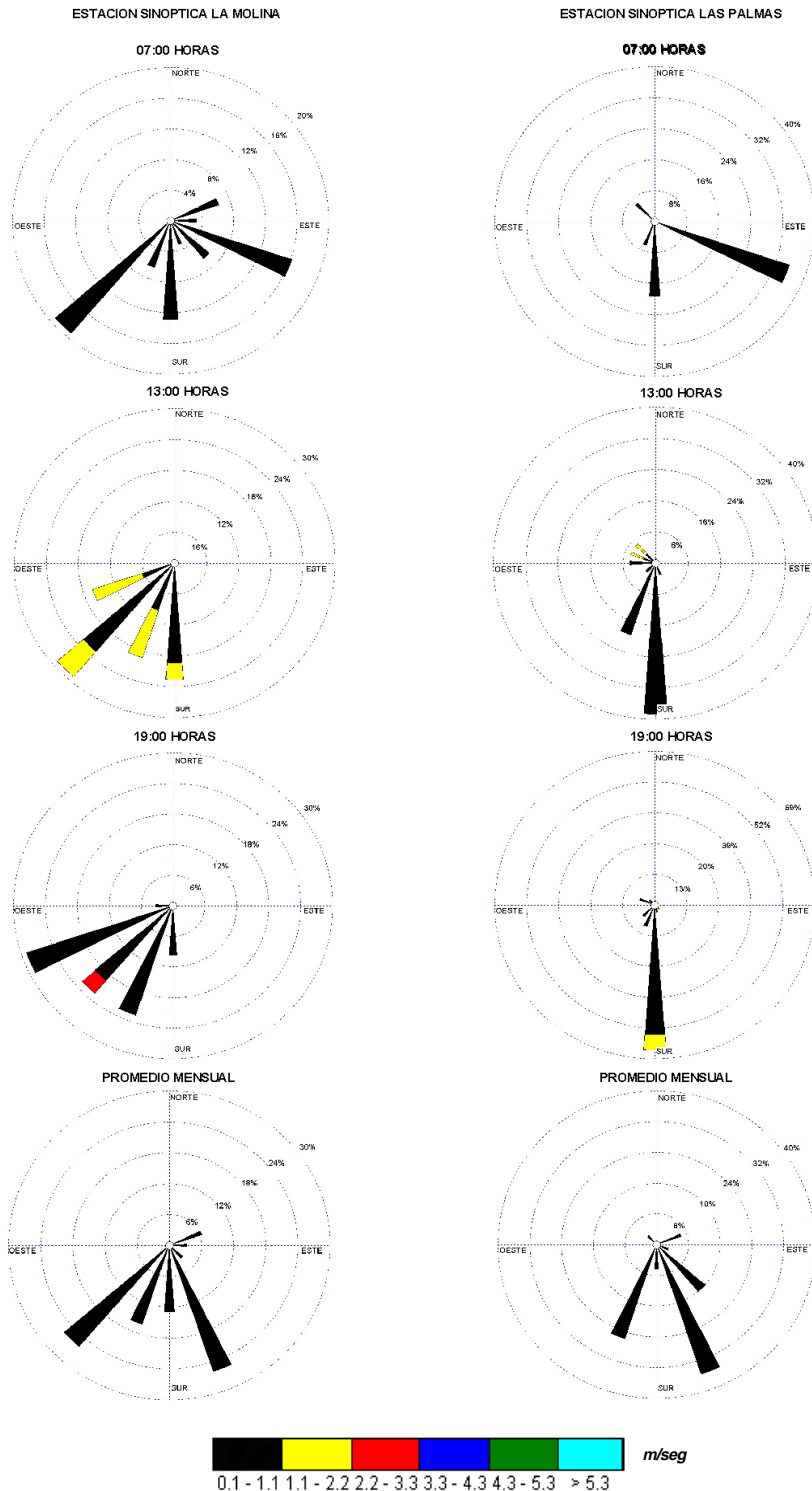 ESTACION SINOPTICA LA MOLINA
ESTACION SINOPTICA LAS PALMAS
07:00 HORAS
NORTE
20%
16%
12%
8%
4%
OESTE
ESTE
SUR
07:00 HORAS
NORTE
40%
32%
24%
16%
8%
OESTE
ESTE
SUR
13:00 HORAS
NORTE
30%
24%
18%
12%
16%
OESTE
ESTE
SUR
13:00 HORAS
NORTE
40%
32%
24%
16%
8%
OESTE
ESTE
SUR
19:00 HORAS
NORTE
30%
24%
18%
12%
6%
OESTE
ESTE
SUR
19:00 HORAS
NORTE
69%
52%
39%
20%
13%
OESTE
ESTE
SUR
PROMEDIO MENSUAL
NORTE
30%
24%
18%
12%
6%
OESTE
ESTE
SUR
PROMEDIO MENSUAL
NORTE
40%
32%
24%
10%
8%
OESTE
ESTE
SUR
m/seg
0.1 - 1.1 1.1 - 2.2 2.2 - 3.3 3.3 - 4.3 4.3 - 5.3 > 5.3